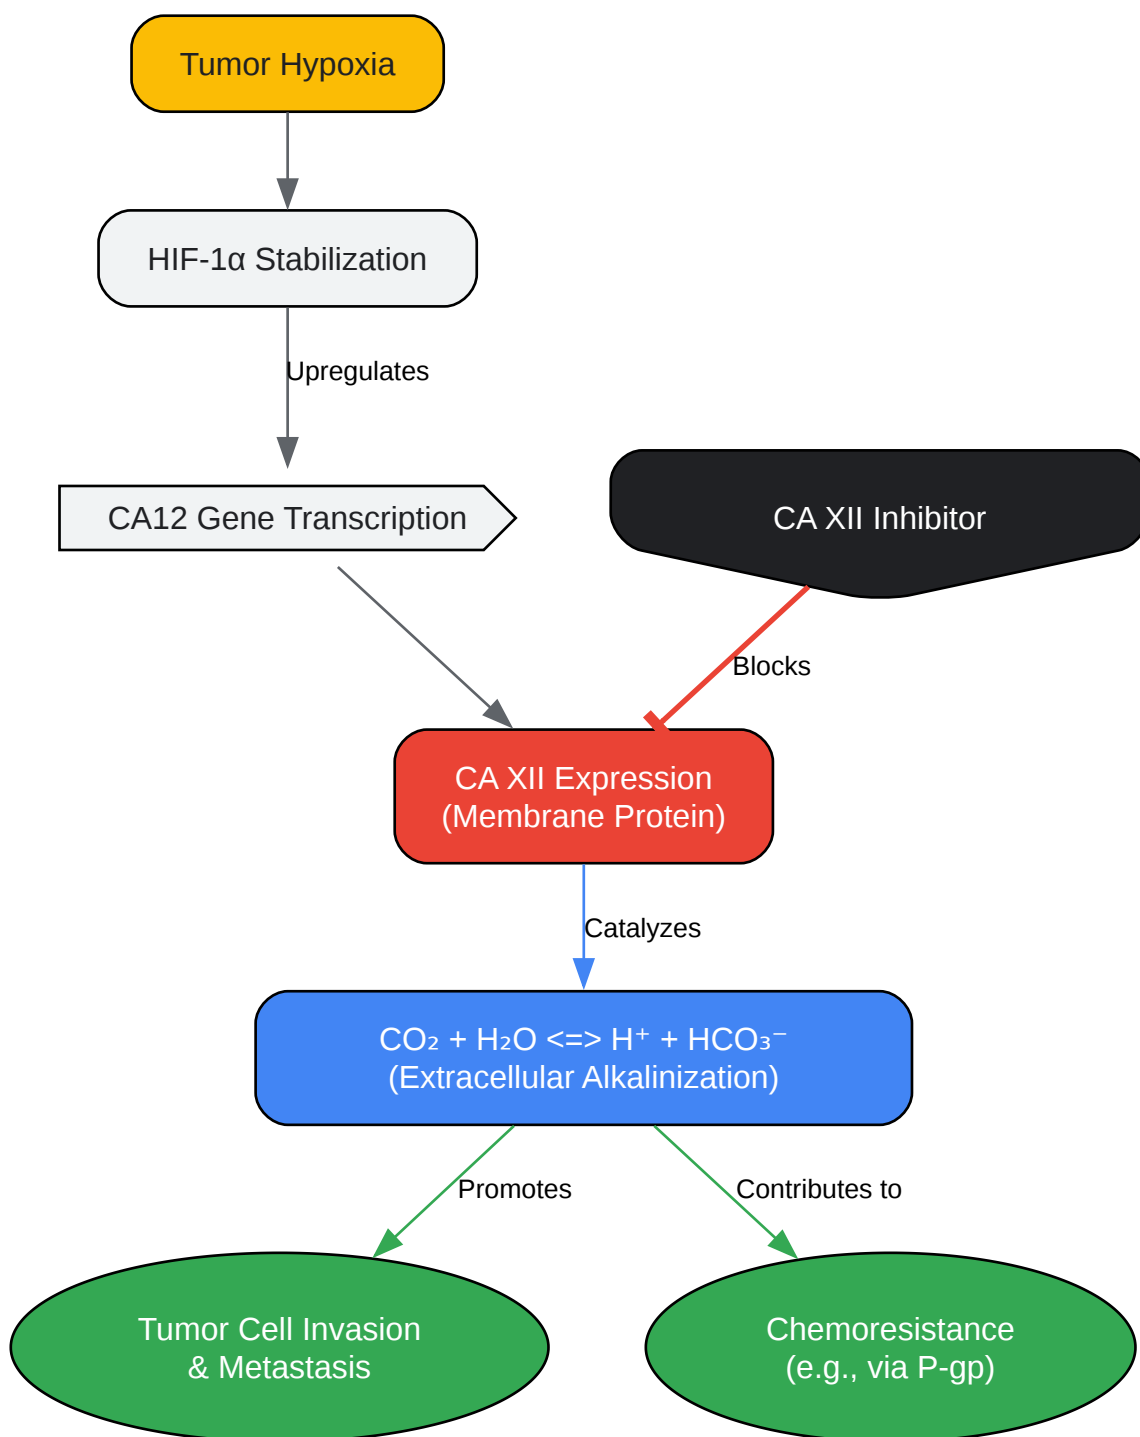 Tumor Hypoxia
HIF-1α Stabilization
Upregulates
CA12 Gene Transcription
CA XII Inhibitor
Blocks
CA XII Expression
(Membrane Protein)
Catalyzes
CO₂ + H₂O <=> H⁺ + HCO₃⁻
(Extracellular Alkalinization)
Promotes
Contributes to
Tumor Cell Invasion
& Metastasis
Chemoresistance
(e.g., via P-gp)